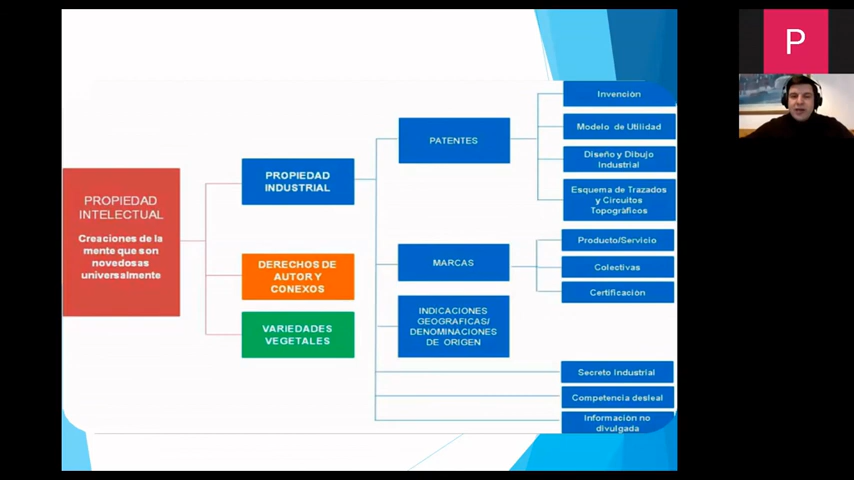 PROPIEDAD
INTELECTUAL
Creaciones de la
mente que son
novedosas
universalmente
PROPIEDAD
INDUSTRIAL
DERECHOS DE
AUTOR Y
CONEXOS
VARIEDADES
VEGETALES
PATENTES
MARCAS
INDICACIONES
GEOGRAFICAS/
DENOMINACIONES
DE ORIGEN
Invención
Modelo de Utilidad
Diseño y Dibujo
Industrial
Esquema de Trazados
y Circuitos
Topográficos
Producto/Servicio
Colectivas
Certificación
Secreto Industrial
Competencia desleal
Información no
divulgada
P